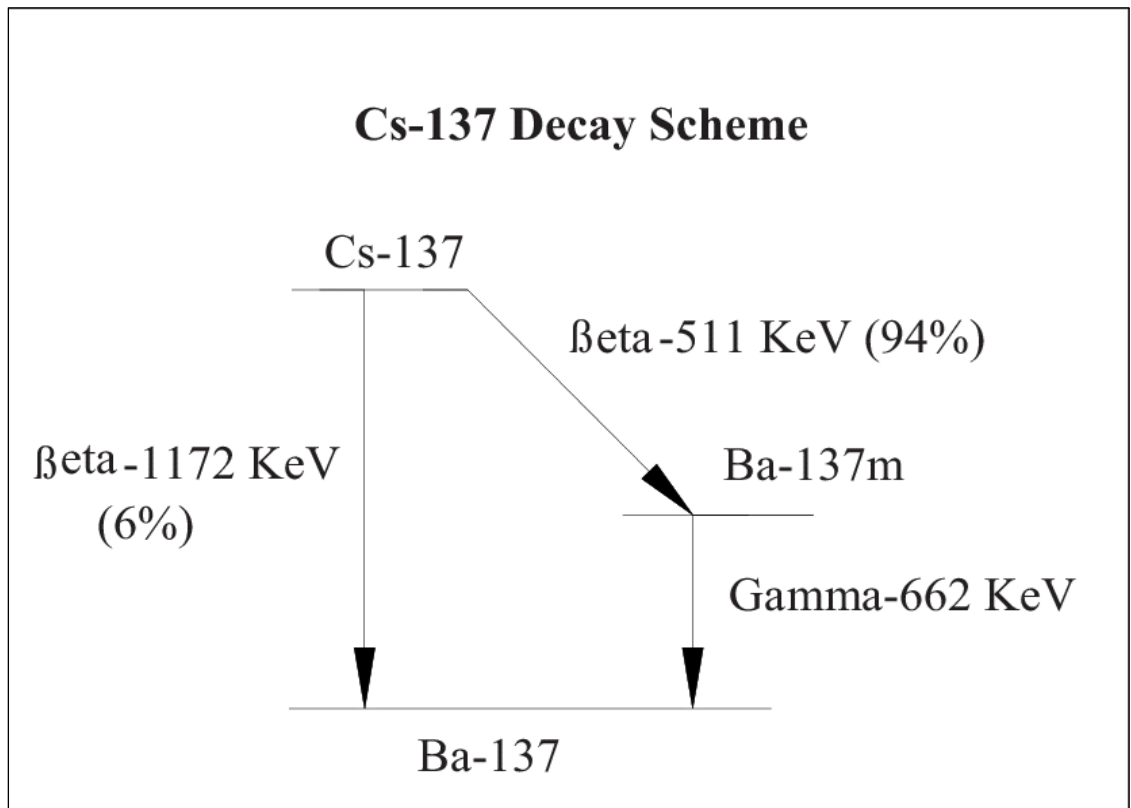 Cs-137 Decay Scheme
Cs-137
ßeta-511 KeV (94%)
ßeta-1172 KeV
(6%)
Ba-137m
Gamma-662 KeV
Ba-137